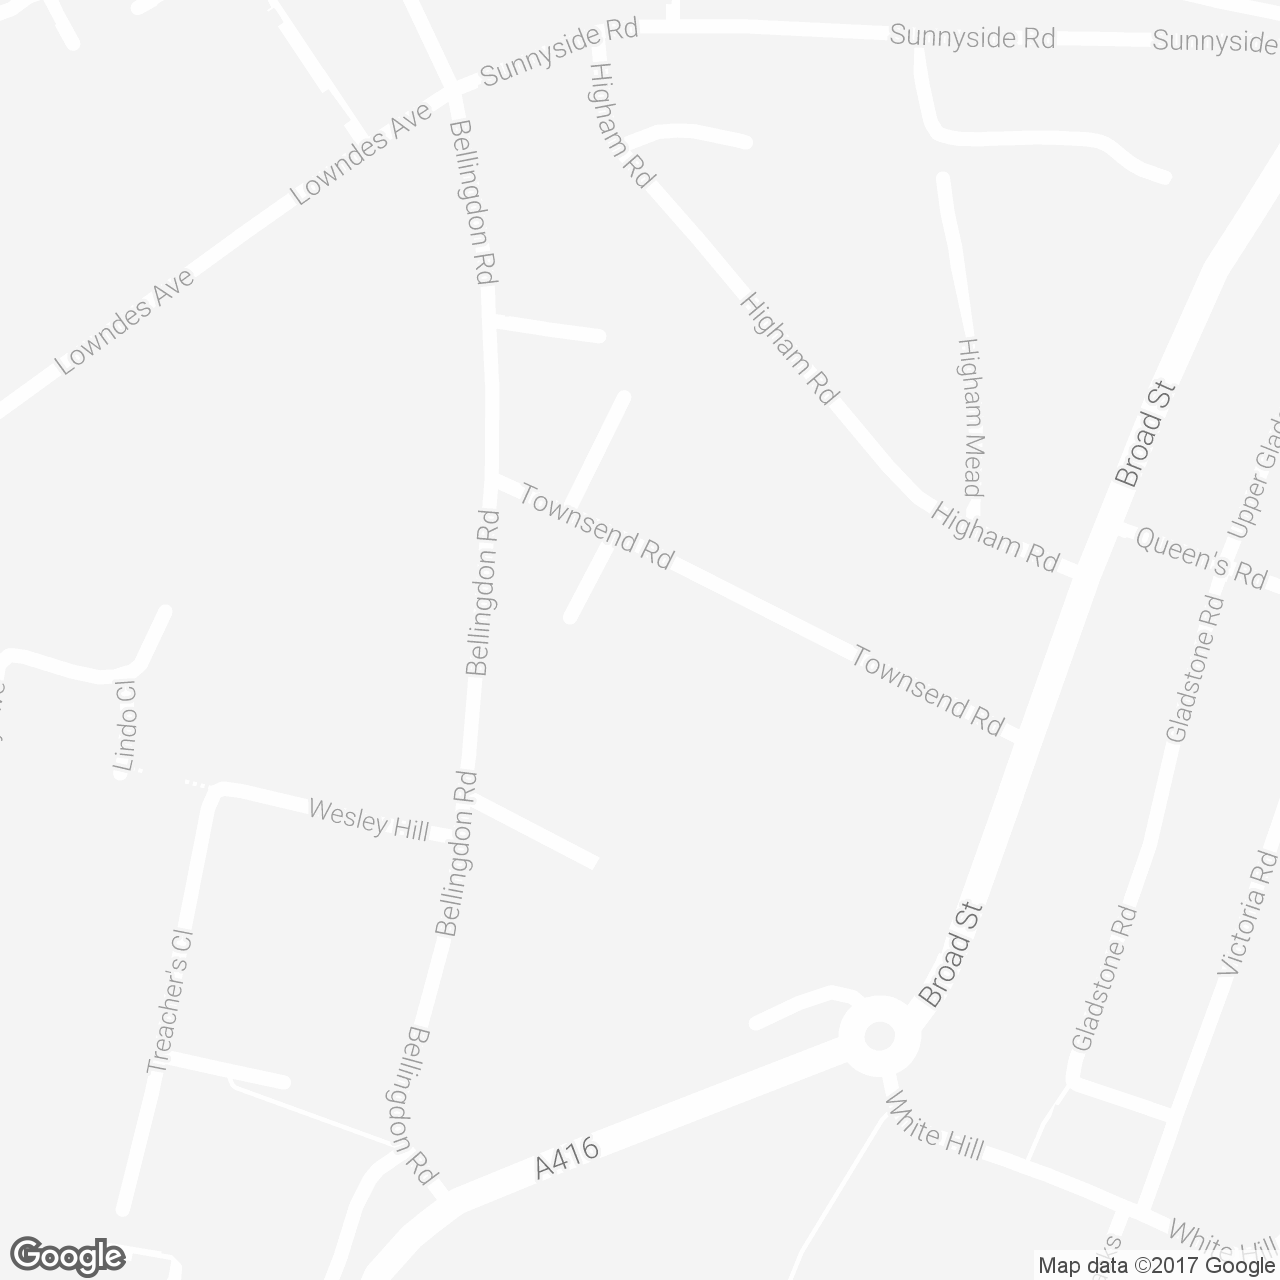 Sunnyside Rd
Sunnyside Rd
Sunnyside
Higham Rd
Lowndes Ave
Bellingdon Rd
Lowndes Ave
Higham Rd
Higham Mead
Broad St
Upper
Townsend Rd
Higham Rd
Queen's Rd
Bellingdon Rd
Gladstone Rd
Townsend Rd
Lindo Cl
Wesley Hill
Bellingdon Rd
Victoria Rd
Broad St
Gladstone Rd
Treacher's Cl
Bellingdon Rd
White Hill
A416
White Hill
Google
Map data ©2017 Google